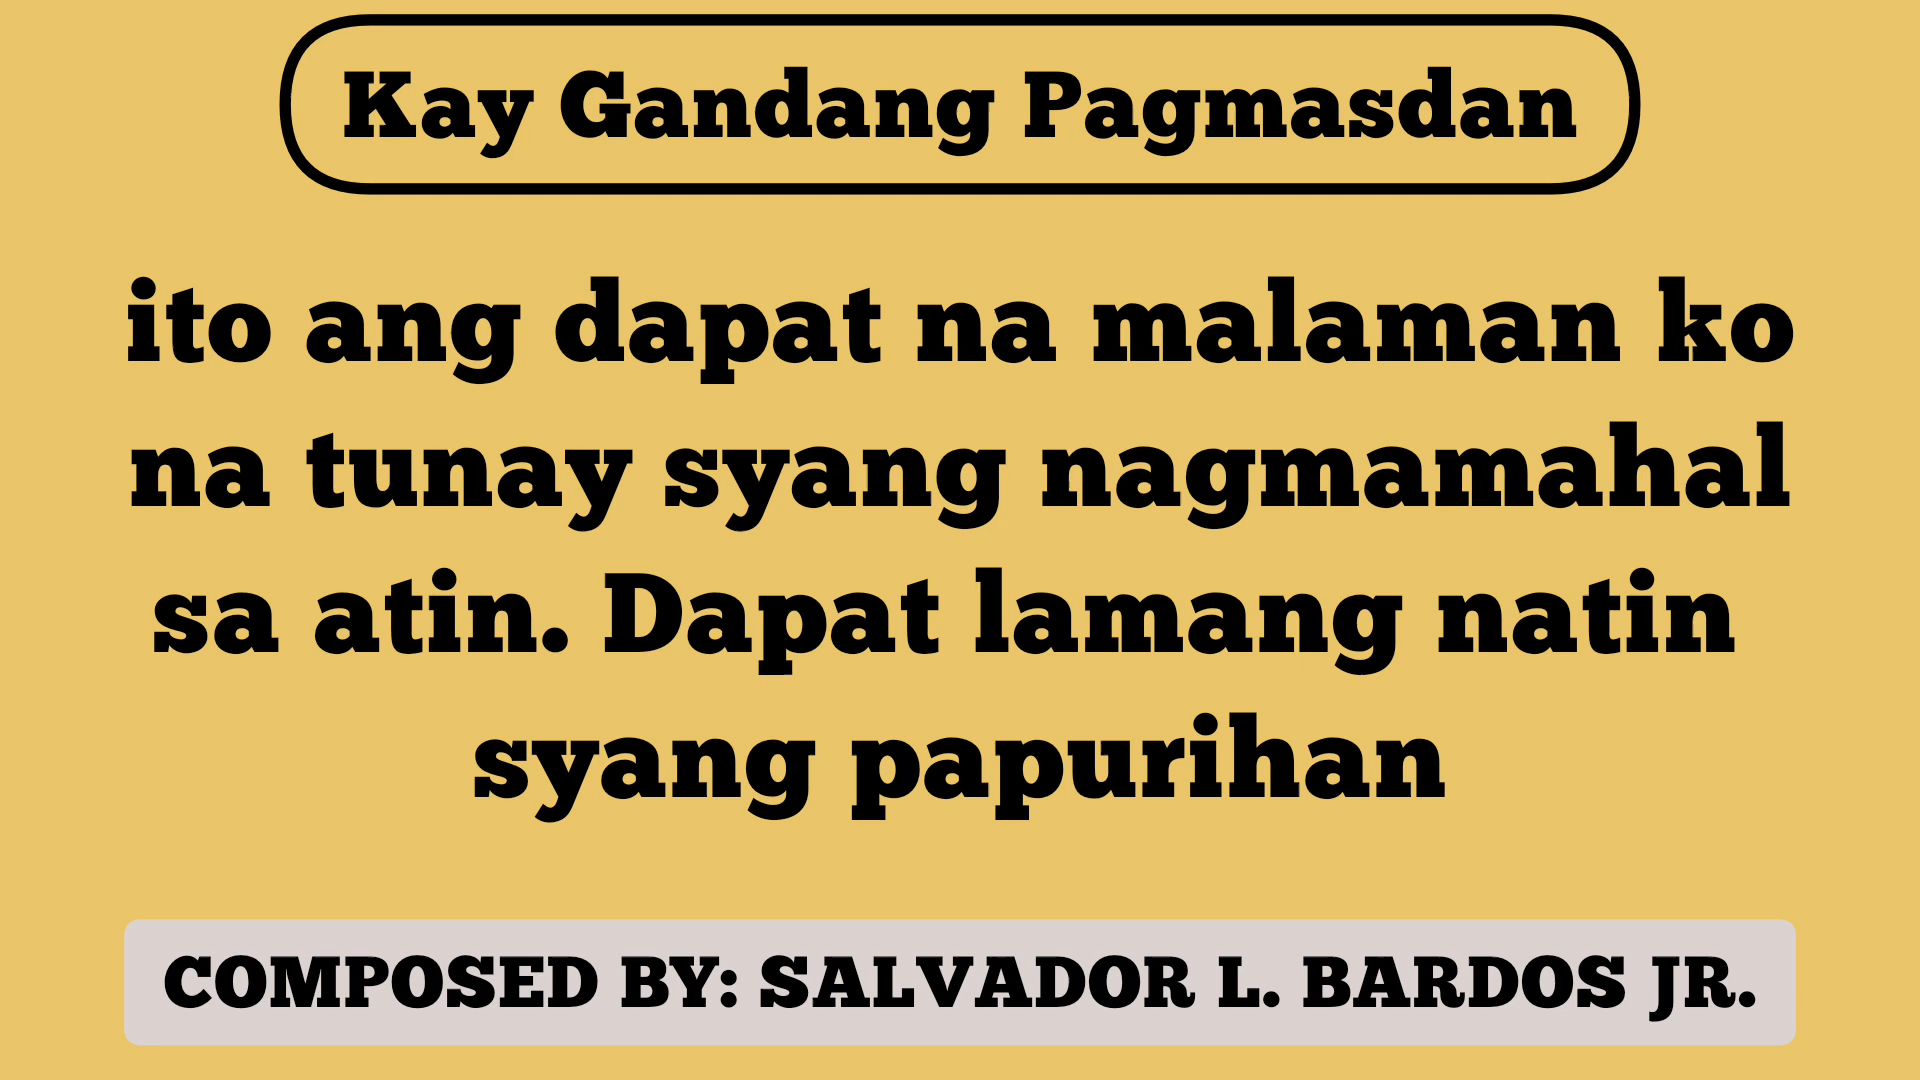 Kay Gandang Pagmasdan
ito ang dapat na malaman ko
na tunay syang nagmamahal
sa atin. Dapat lamang natin
syang papurihan
COMPOSED BY: SALVADOR L. BARDOS JR.